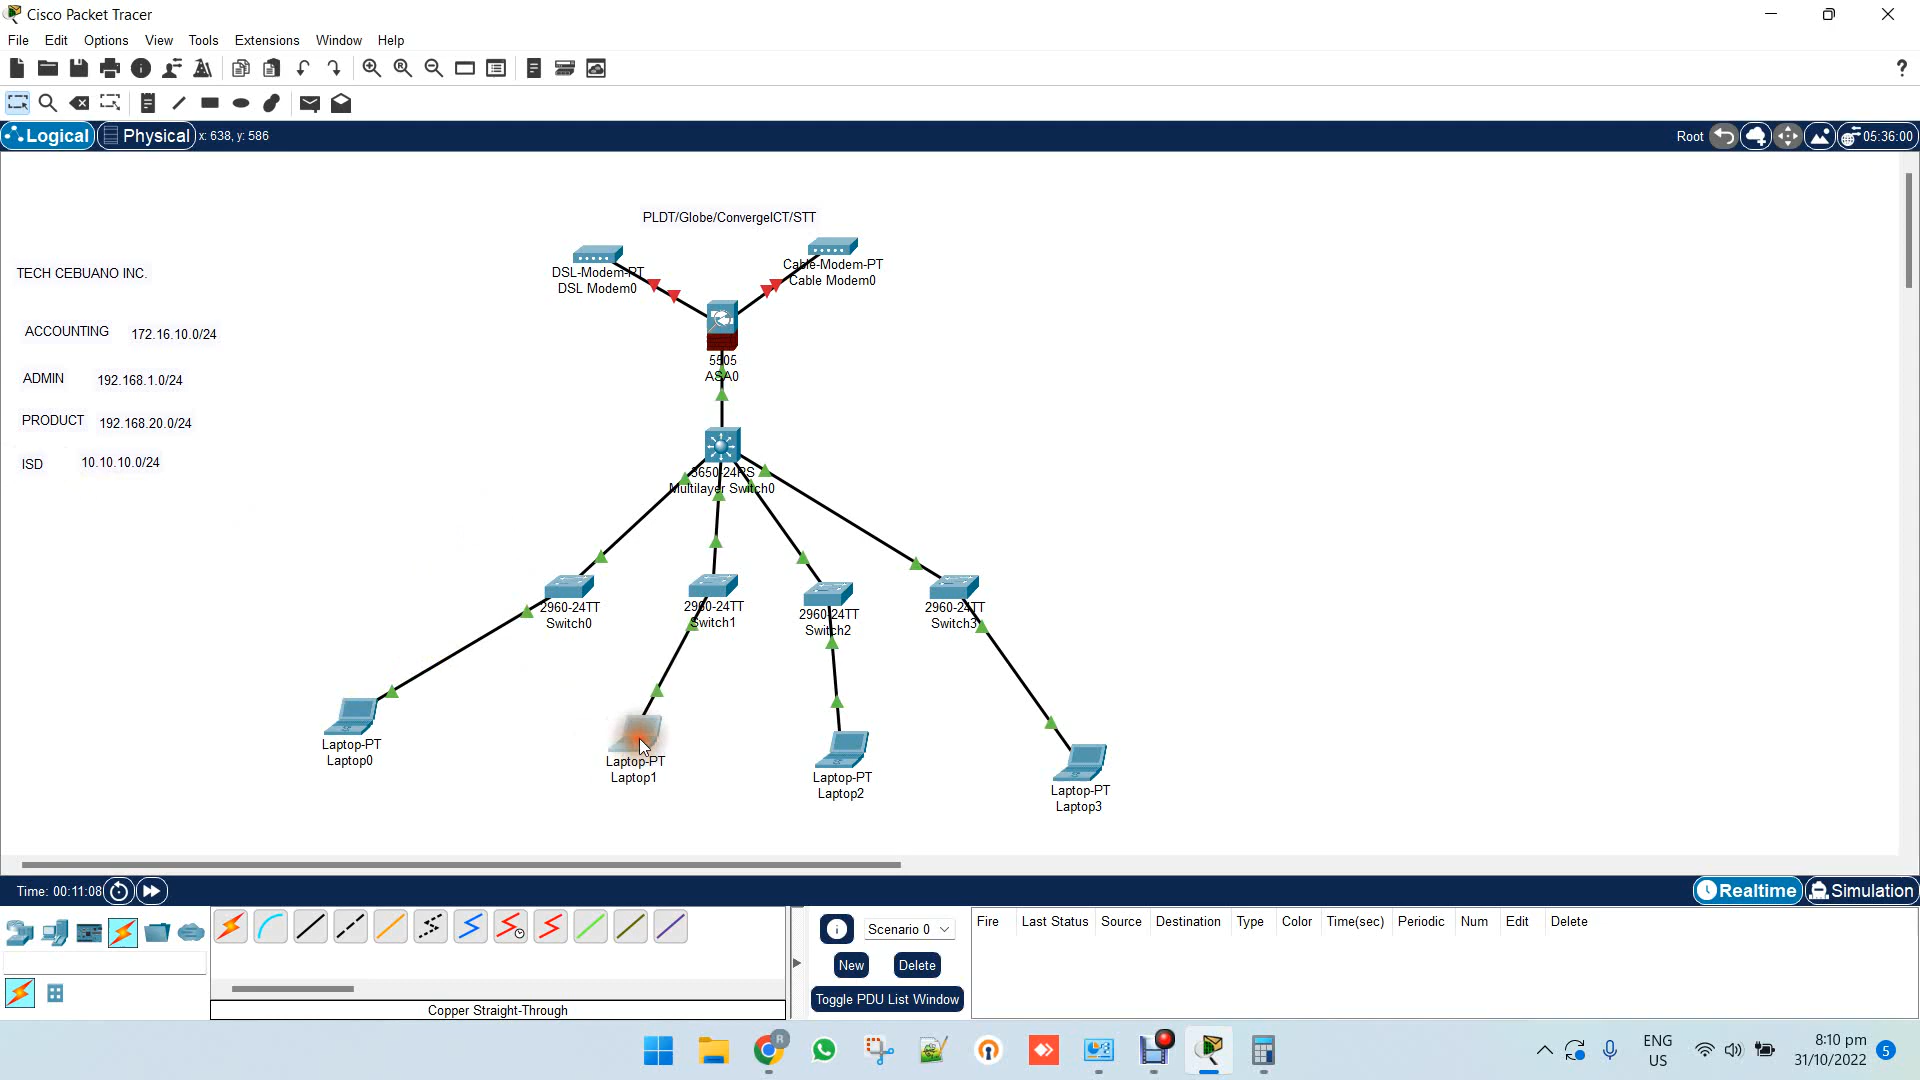 Cisco Packet Tracer
File Edit Options View Tools Extensions Window Help
?
Logical Physical x: 638, y: 586 Root 05:36:00
PLDT/Globe/ConvergeICT/STT
DSL-Modem-PT
DSL Modem0
Cable-Modem-PT
Cable Modem0
TECH CEBUANO INC.
ACCOUNTING 172.16.10.0/24
5505
ASA0
ADMIN 192.168.1.0/24
PRODUCT 192.168.20.0/24
ISD 10.10.10.0/24
3650-24PS
Multilayer Switch0
2960-24TT
Switch0
2960-24TT
Switch1
2960-24TT
Switch2
2960-24TT
Switch3
Laptop-PT
Laptop0
Laptop-PT
Laptop1
Laptop-PT
Laptop2
Laptop-PT
Laptop3
Time: 00:11:08 Realtime Simulation
Scenario 0
New Delete
Toggle PDU List Window
Fire Last Status Source Destination Type Color Time(sec) Periodic Num Edit Delete
Copper Straight-Through
R
ENG
US
8:10 pm
31/10/2022
5